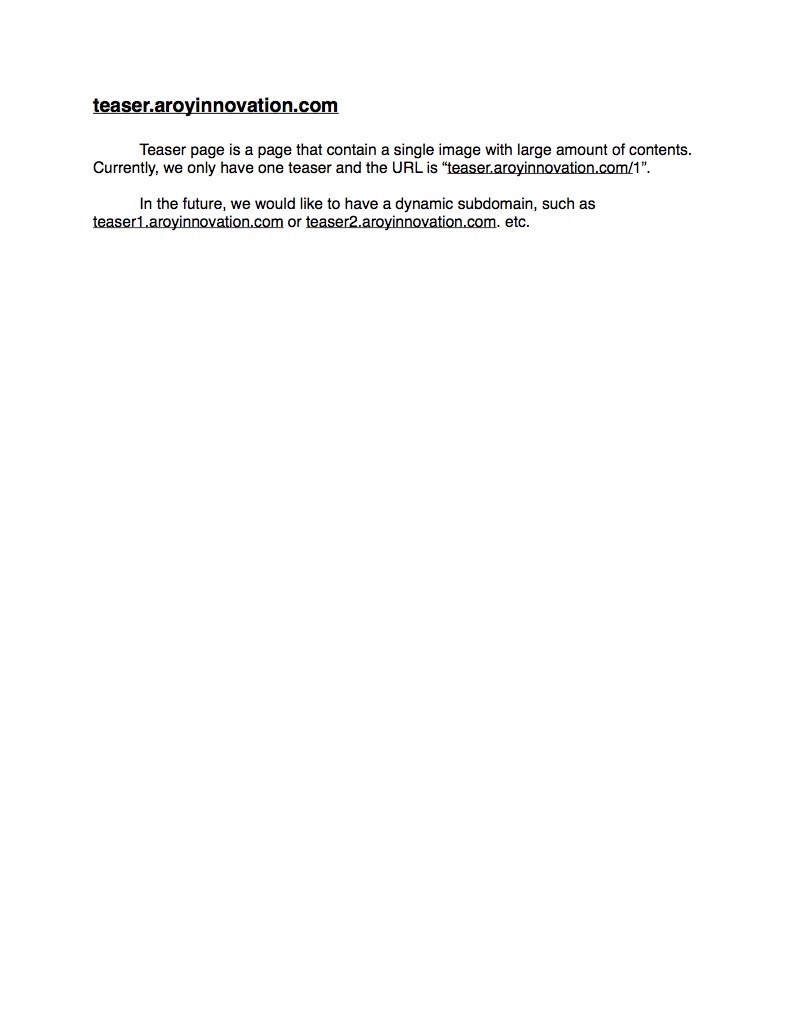 teaser.aroyinnovation.com
Teaser page is a page that contain a single image with large amount of contents.
Currently, we only have one teaser and the URL is “teaser.aroyinnovation.com/1”.
In the future, we would like to have a dynamic subdomain, such as
teaser1.aroyinnovation.com or teaser2.aroyinnovation.com. etc.